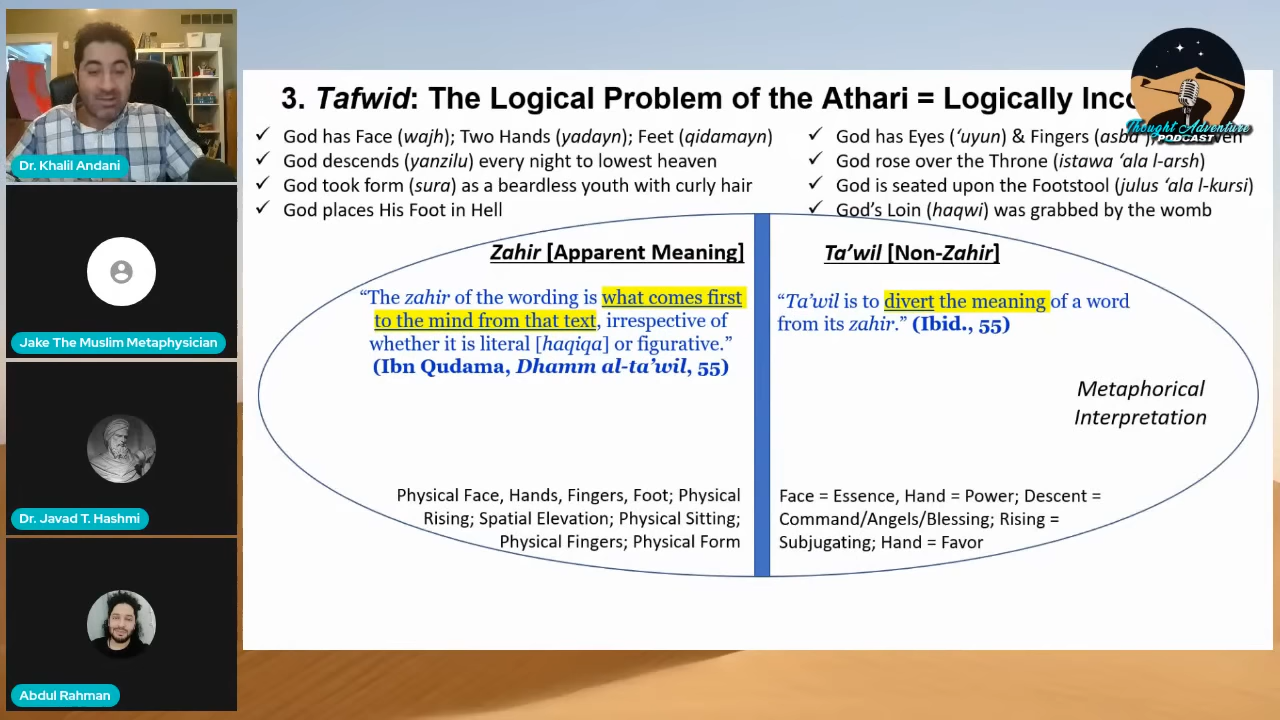 3. Tafwid: The Logical Problem of the Athari = Logically
✓ God has Face (wajh); Two Hands (yadayn); Feet (qidamayn)
✓ God descends (yanzilu) every night to lowest heaven
✓ God took form (sura) as a beardless youth with curly hair
✓ God places His Foot in Hell
✓ God has Eyes (‘uyun) & Fingers (asba‘);
✓ God rose over the Throne (istawa ‘ala l-arsh)
✓ God is seated upon the Footstool (julus ‘ala l-kursi)
✓ God’s Loin (haqwi) was grabbed by the womb
Thought Adventure
PODCAST
Zahir [Apparent Meaning]
“The zahir of the wording is what comes first
to the mind from that text, irrespective of
whether it is literal [haqiqa] or figurative.”
(Ibn Qudama, Dhamm al-ta’wil, 55)
Physical Face, Hands, Fingers, Foot; Physical
Rising; Spatial Elevation; Physical Sitting;
Physical Fingers; Physical Form
Ta’wil [Non-Zahir]
“Ta’wil is to divert the meaning of a word
from its zahir.” (Ibid., 55)
Metaphorical
Interpretation
Face = Essence, Hand = Power; Descent =
Command/Angels/Blessing; Rising =
Subjugating; Hand = Favor
Dr. Khalil Andani
Jake The Muslim Metaphysician
Dr. Javad T. Hashmi
Abdul Rahman